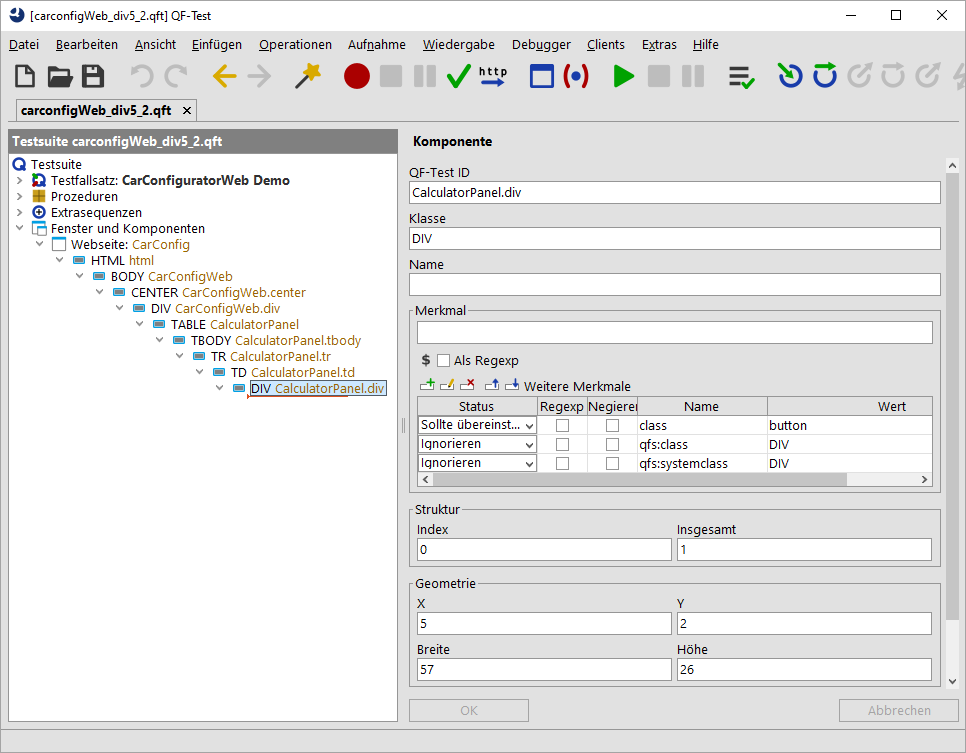 [carconfigWeb_div5_2.qft] QF-Test
Datei Bearbeiten Ansicht Einfügen Operationen Aufnahme Wiedergabe Debugger Clients Extras Hilfe
http
carconfigWeb_div5_2.qft ×
Testsuite carconfigWeb_div5_2.qft
Testsuite
Testfallsatz: CarConfiguratorWeb Demo
Prozeduren
Extrasequenzen
Fenster und Komponenten
Webseite: CarConfig
HTML html
BODY CarConfigWeb
CENTER CarConfigWeb.center
DIV CarConfigWeb.div
TABLE CalculatorPanel
TBODY CalculatorPanel.tbody
TR CalculatorPanel.tr
TD CalculatorPanel.td
DIV CalculatorPanel.div
Komponente
QF-Test ID
CalculatorPanel.div
Klasse
DIV
Name
Merkmal
$ Als Regexp
Weitere Merkmale
Status Regexp Negieren Name Wert
Sollte übereinst... class button
Ignorieren qfs:class DIV
Ignorieren qfs:systemclass DIV
Struktur
Index Insgesamt
0 1
Geometrie
X Y
5 2
Breite Höhe
57 26
OK Abbrechen